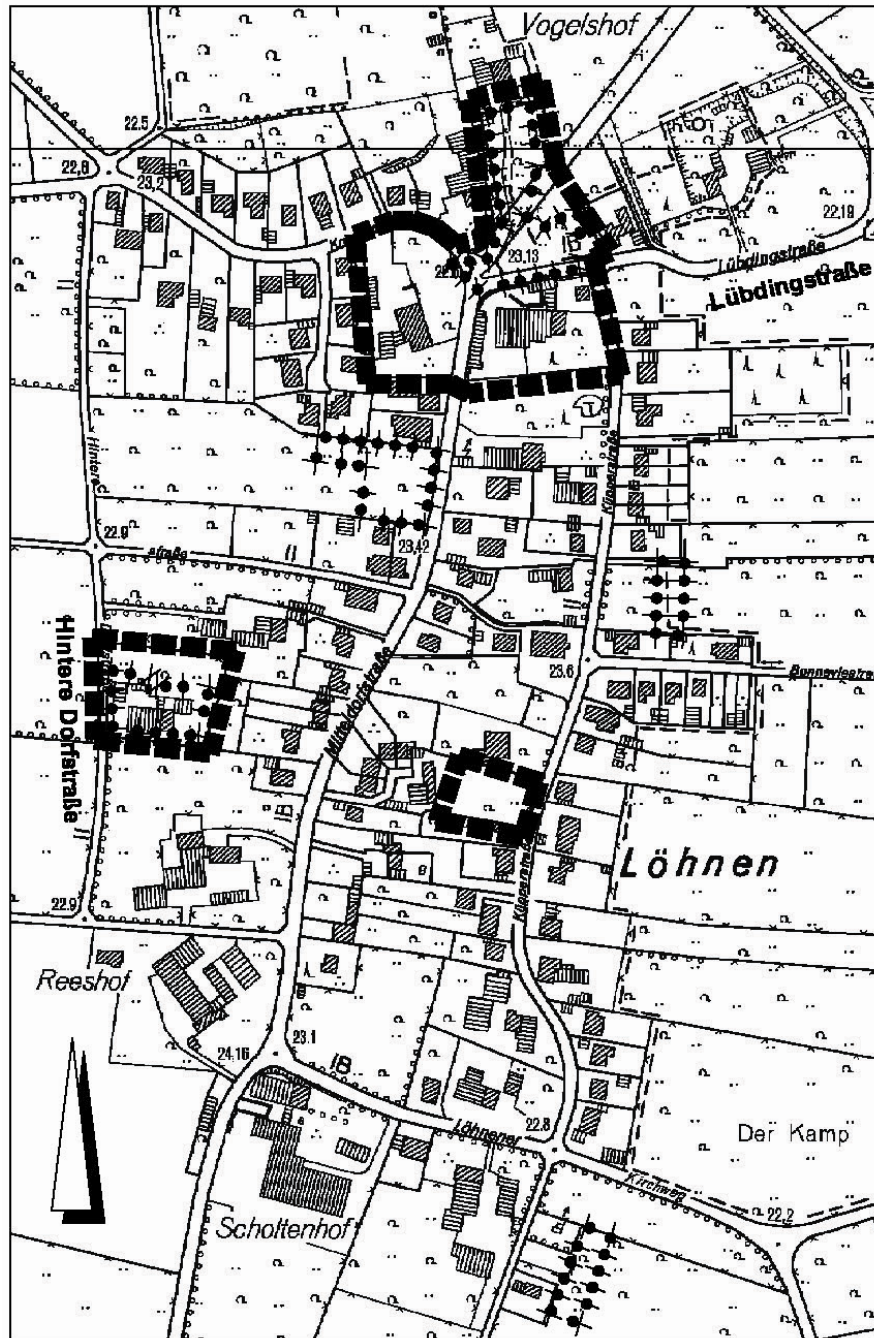 Vogelshof
22.5
22.8
23.2
22.19
23.13
Lübdingstraße
Lübdingstraße
Hintere
Klipperstraße
23.42
22.9
straße
Hintere Dorfstraße
Mitteldorfstraße
23.6
Löhnen
Klipperstraße
22.9
Reeshof
23.1
24.16
22.8
Löhnener
Der Kamp
Kirchweg
22.2
Scholtenhof